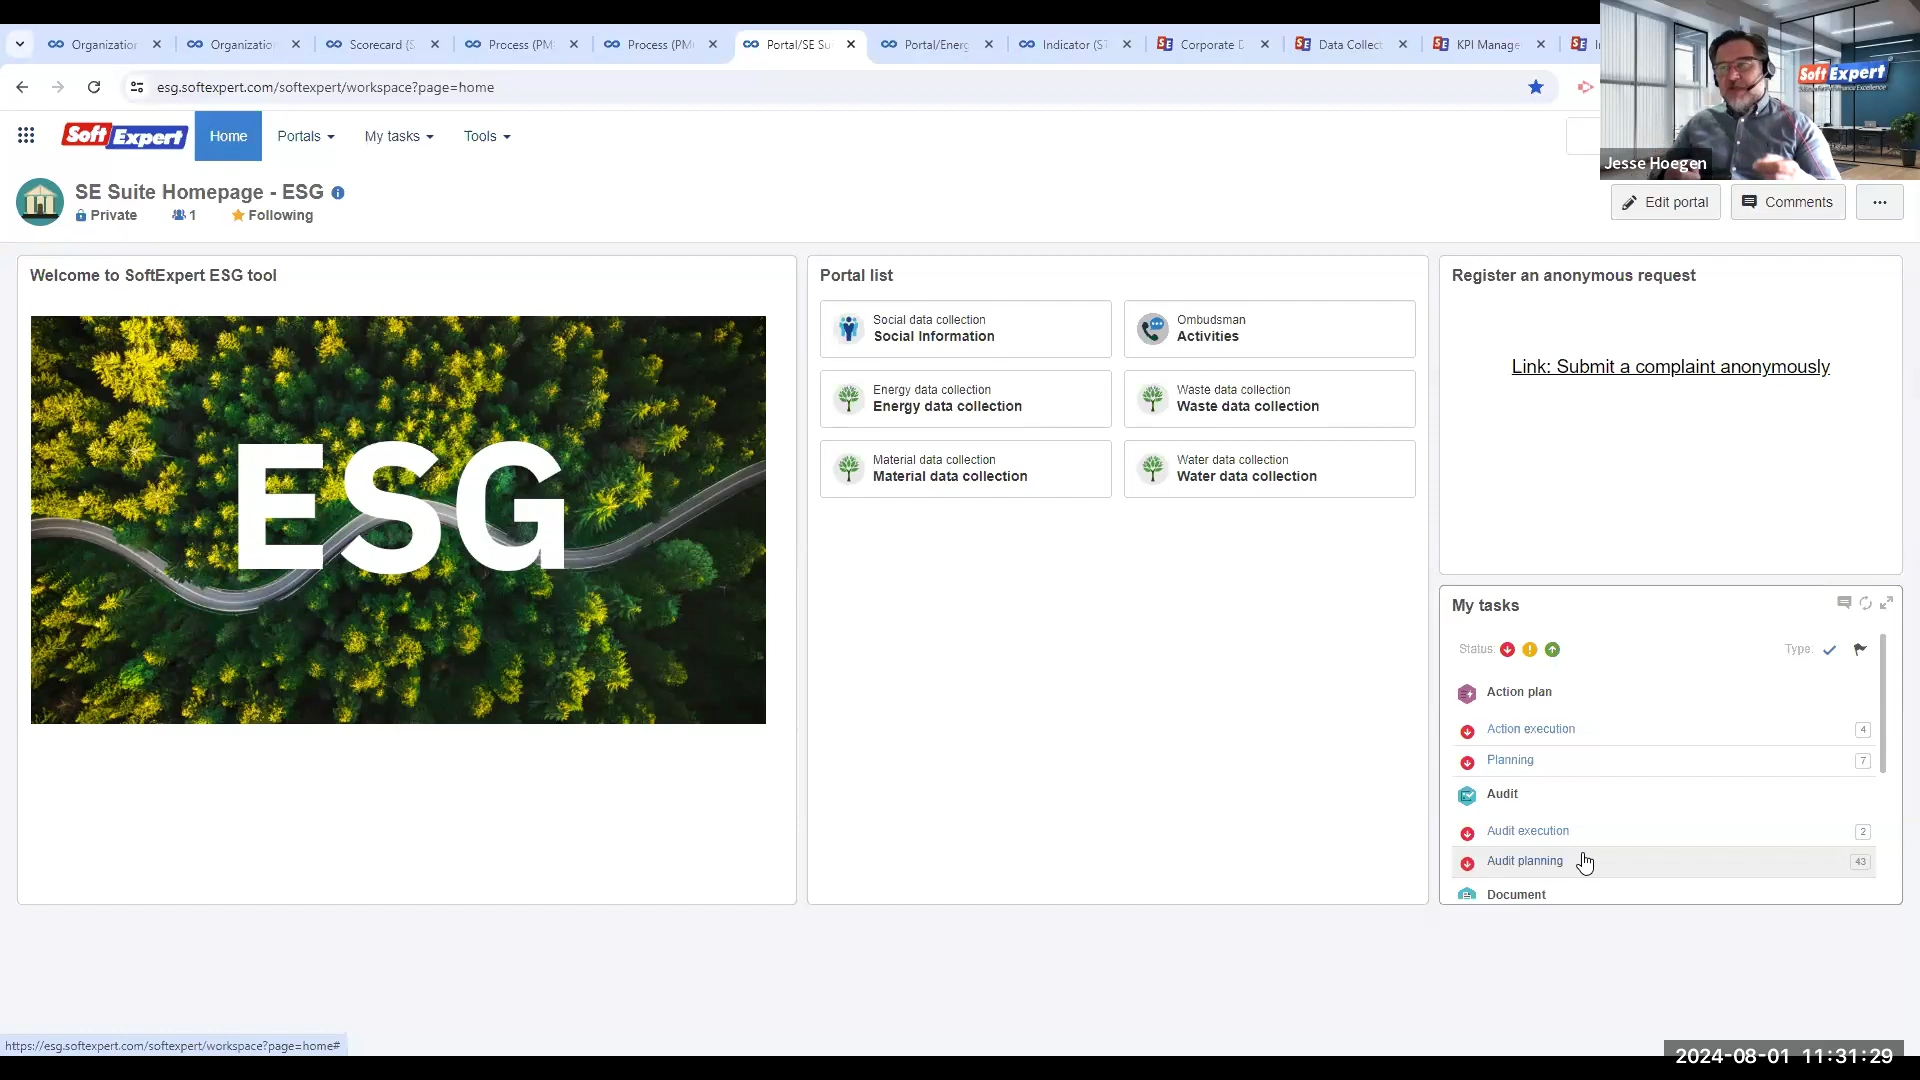 Organization
Organizatio
Scorecard (S
Process (PM
Process (PM
Portal/SE Su
Portal/Energ
Indicator (ST
Corporate D
Data Collect
KPI Manage
esg.softexpert.com/softexpert/workspace?page=home
SoftExpert
Jesse Hoegen
Soft Expert
Home
Portals
My tasks
Tools
SE Suite Homepage - ESG
Private
1
Following
Edit portal
Comments
Welcome to SoftExpert ESG tool
ESG
Portal list
Social data collection
Social Information
Ombudsman
Activities
Energy data collection
Energy data collection
Waste data collection
Waste data collection
Material data collection
Material data collection
Water data collection
Water data collection
Register an anonymous request
Link: Submit a complaint anonymously
My tasks
Status:
Type:
Action plan
Action execution
4
Planning
7
Audit
Audit execution
2
Audit planning
43
Document
https://esg.softexpert.com/softexpert/workspace?page=home#
2024-08-01 11:31:29